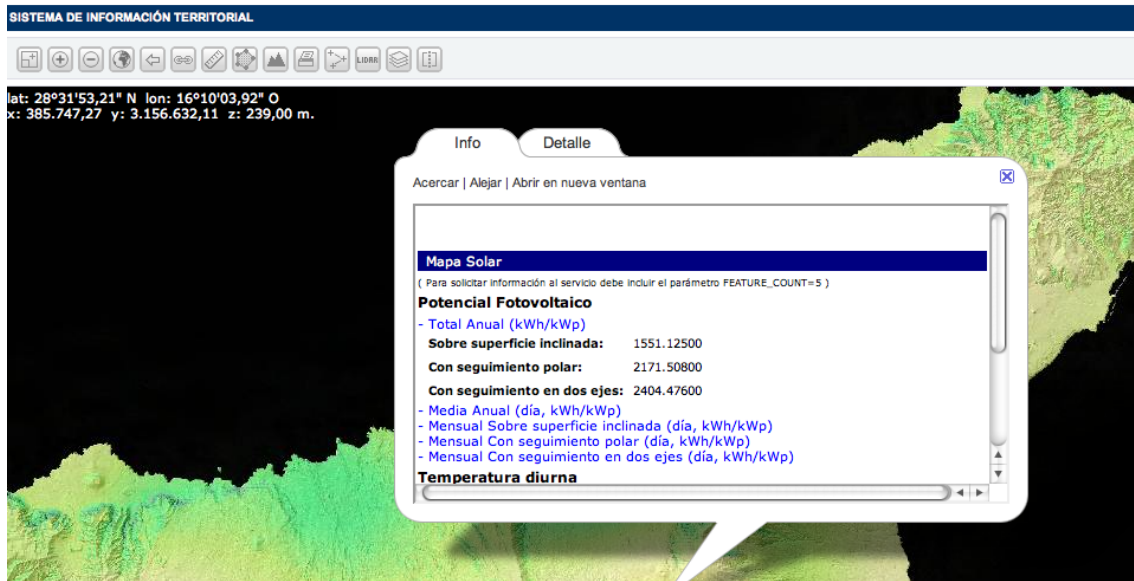 SISTEMA DE INFORMACIÓN TERRITORIAL
LIDAR
lat: 28º31'53,21" N lon: 16º10'03,92" O
x: 385.747,27 y: 3.156.632,11 z: 239,00 m.
Info Detalle
Acercar | Alejar | Abrir en nueva ventana
Mapa Solar
( Para solicitar información al servicio debe incluir el parámetro FEATURE_COUNT=5 )
Potencial Fotovoltaico
- Total Anual (kWh/kWp)
Sobre superficie inclinada: 1551.12500
Con seguimiento polar: 2171.50800
Con seguimiento en dos ejes: 2404.47600
- Media Anual (día, kWh/kWp)
- Mensual Sobre superficie inclinada (día, kWh/kWp)
- Mensual Con seguimiento polar (día, kWh/kWp)
- Mensual Con seguimiento en dos ejes (día, kWh/kWp)
Temperatura diurna